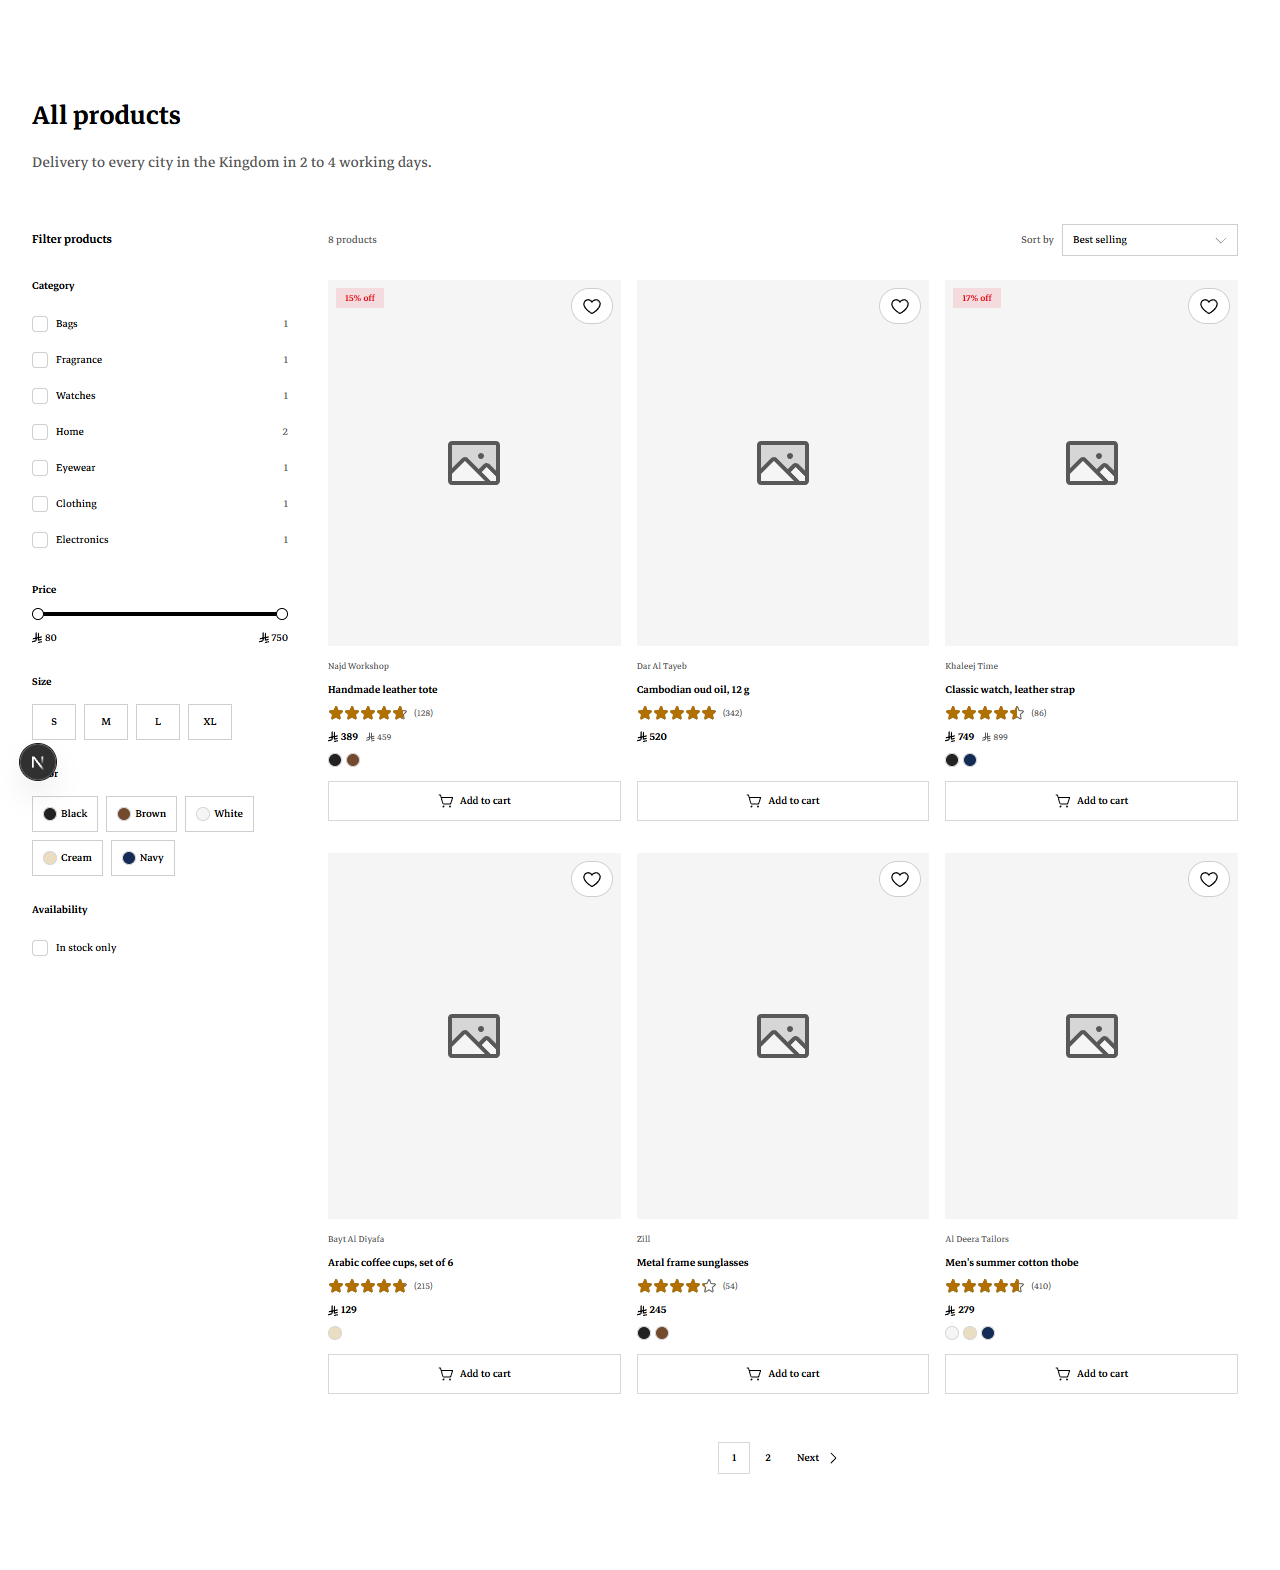 All products
Delivery to every city in the Kingdom in 2 to 4 working days.
Filter products
8 products
Sort by
Best selling
Category
Bags 1
Fragrance 1
Watches 1
Home 2
Eyewear 1
Clothing 1
Electronics 1
Price
80 750
Size
S M L XL
N
Black Brown White
Cream Navy
Availability
In stock only
15% off
Najd Workshop
Handmade leather tote
(128)
389 459
Add to cart
Dar Al Tayeb
Cambodian oud oil, 12 g
(342)
520
Add to cart
17% off
Khaleej Time
Classic watch, leather strap
(86)
749 899
Add to cart
Bayt Al Diyafa
Arabic coffee cups, set of 6
(215)
129
Add to cart
Zill
Metal frame sunglasses
(54)
245
Add to cart
Al Deera Tailors
Men's summer cotton thobe
(410)
279
Add to cart
1 2 Next